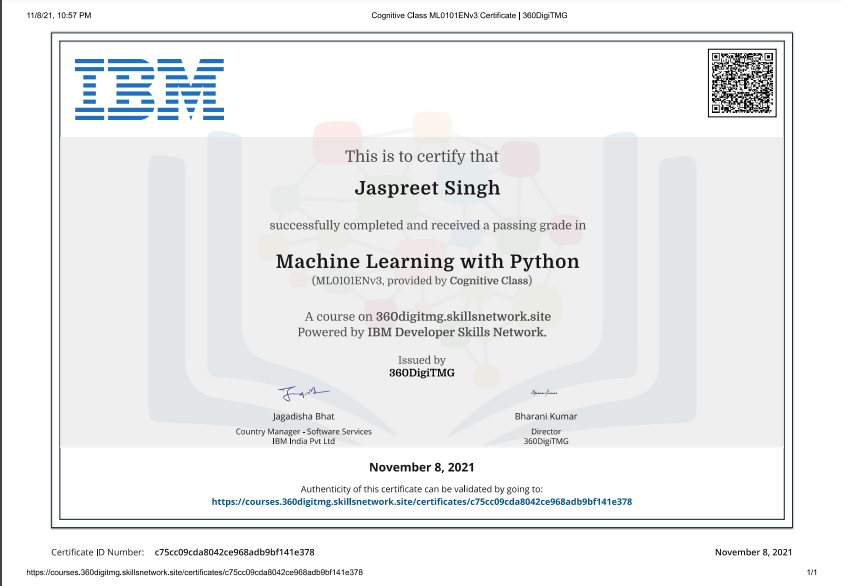 11/8/21, 10:57 PM
Cognitive Class ML0101ENv3 Certificate | 360DigiTMG
IBM
This is to certify that
Jaspreet Singh
successfully completed and received a passing grade in
Machine Learning with Python
(ML0101ENv3, provided by Cognitive Class)
A course on 360digitmg.skillsnetwork.site
Powered by IBM Developer Skills Network.
Issued by
360DigiTMG
Jagadisha Bhat
Country Manager - Software Services
IBM India Pvt Ltd
Bharani Kumar
Director
360DigiTMG
November 8, 2021
Authenticity of this certificate can be validated by going to:
https://courses.360digitmg.skillsnetwork.site/certificates/c75cc09cda8042ce968adb9bf141e378
Certificate ID Number: c75cc09cda8042ce968adb9bf141e378
November 8, 2021
https://courses.360digitmg.skillsnetwork.site/certificates/c75cc09cda8042ce968adb9bf141e378
1/1